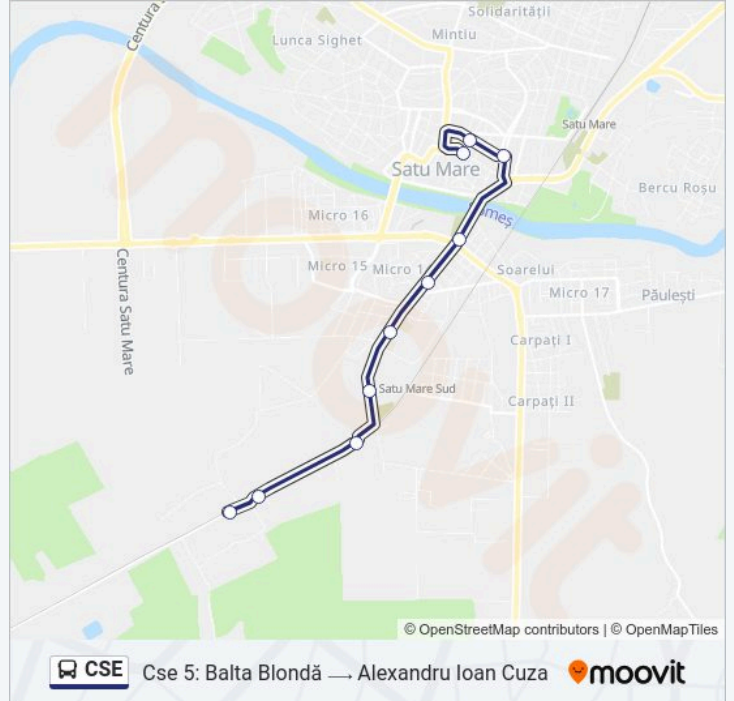 Centura
Solidarității
Mintiu
Lunca Sighet
Satu Mare
Satu Mare
Bercu Roșu
Micro 16
meș
Micro 15
Micro 1
Soarelui
Micro 17
Păulești
Centura Satu Mare
Carpați I
Satu Mare Sud
Carpați II
moovit
© OpenStreetMap contributors | © OpenMapTiles
CSE Cse 5: Balta Blondă → Alexandru Ioan Cuza moovit